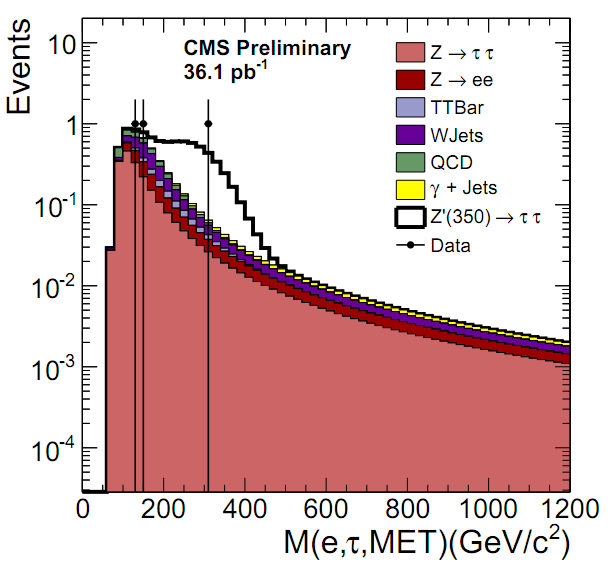 Events
10
1
10⁻¹
10⁻²
10⁻³
10⁻⁴
CMS Preliminary
36.1 pb⁻¹
Z → τ τ
Z → ee
TTBar
WJets
QCD
γ + Jets
Z'(350) → τ τ
Data
0 200 400 600 800 1000 1200
M(e,τ,MET)(GeV/c²)